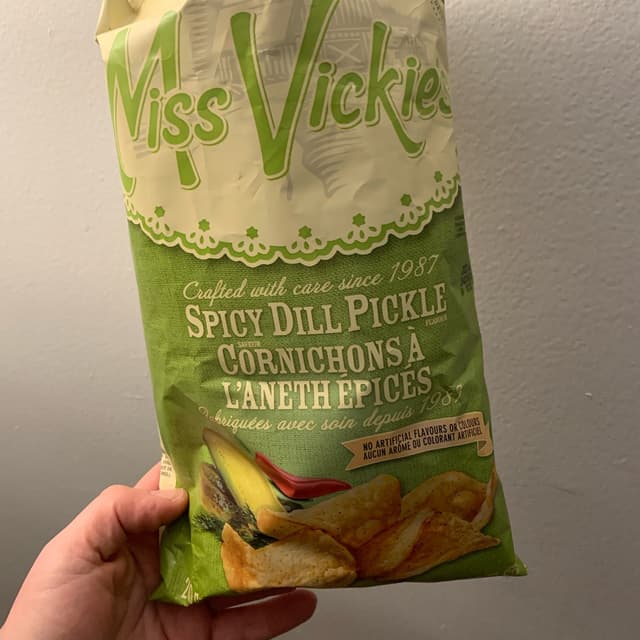 Miss Vickie's
Crafted with care since 1987
SPICY DILL PICKLE
FLAVOUR
SAVEUR
CORNICHONS À
L'ANETH ÉPICÉS
Fabriquées avec soin depuis 1987
NO ARTIFICIAL FLAVOURS OR COLOURS
AUCUN ARÔME OU COLORANT ARTIFICIEL